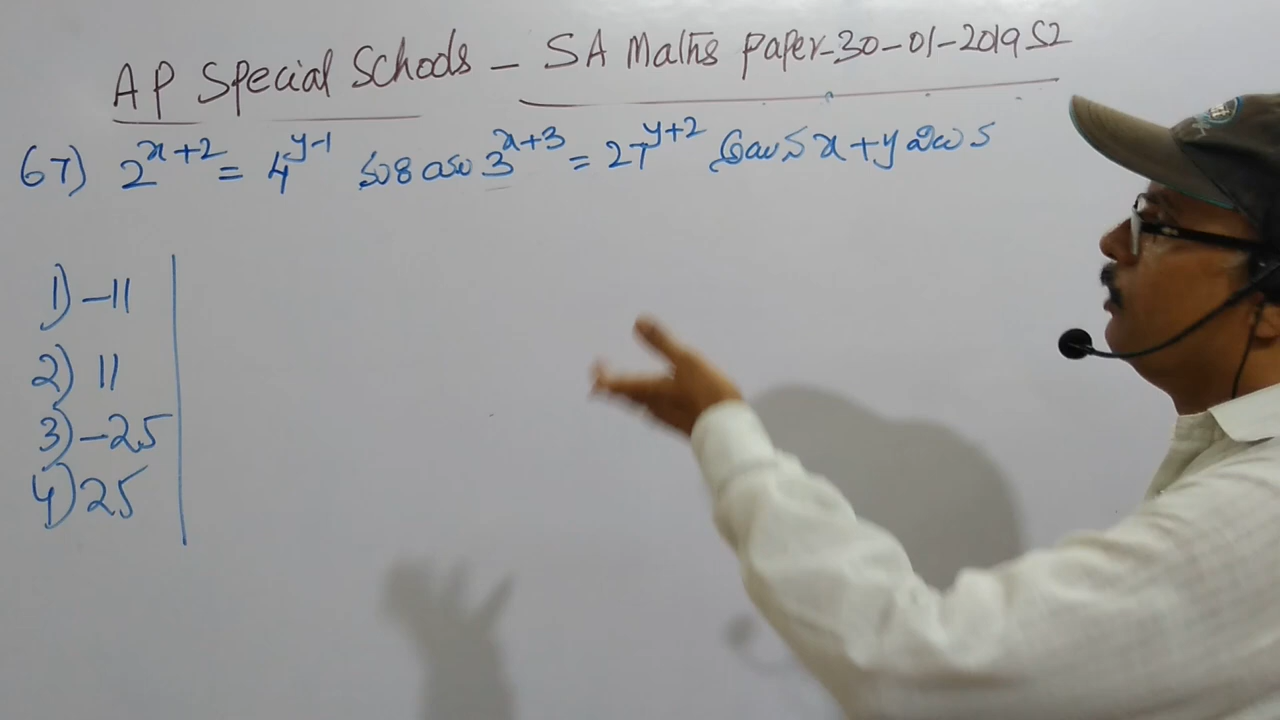 AP Special Schools - SA Maths paper-30-01-2019 S2
67) 2^{x+2} = 4^{y-1} మరియు 3^{x+3} = 27^{y+2} అయిన x+y విలువ
1) -11
2) 11
3) -25
4) 25